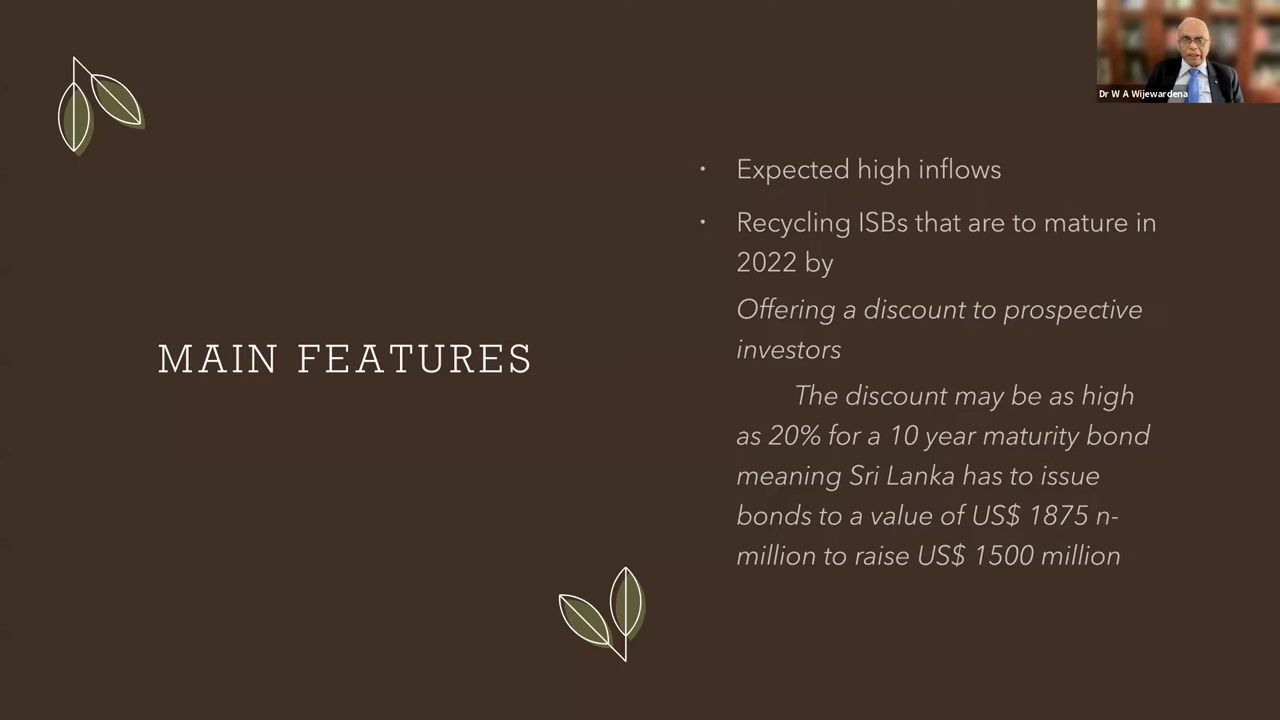 Dr W A Wijewardena
MAIN FEATURES
• Expected high inflows
• Recycling ISBs that are to mature in
2022 by
Offering a discount to prospective
investors
The discount may be as high
as 20% for a 10 year maturity bond
meaning Sri Lanka has to issue
bonds to a value of US$ 1875 n-
million to raise US$ 1500 million